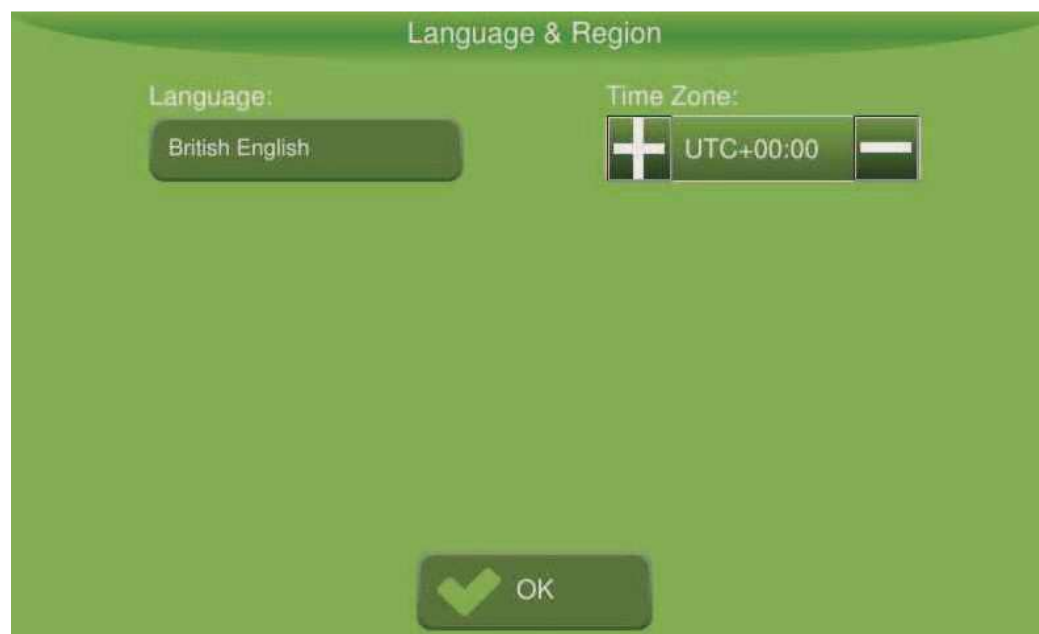 Language & Region
Language:
British English
Time Zone:
UTC+00:00
OK